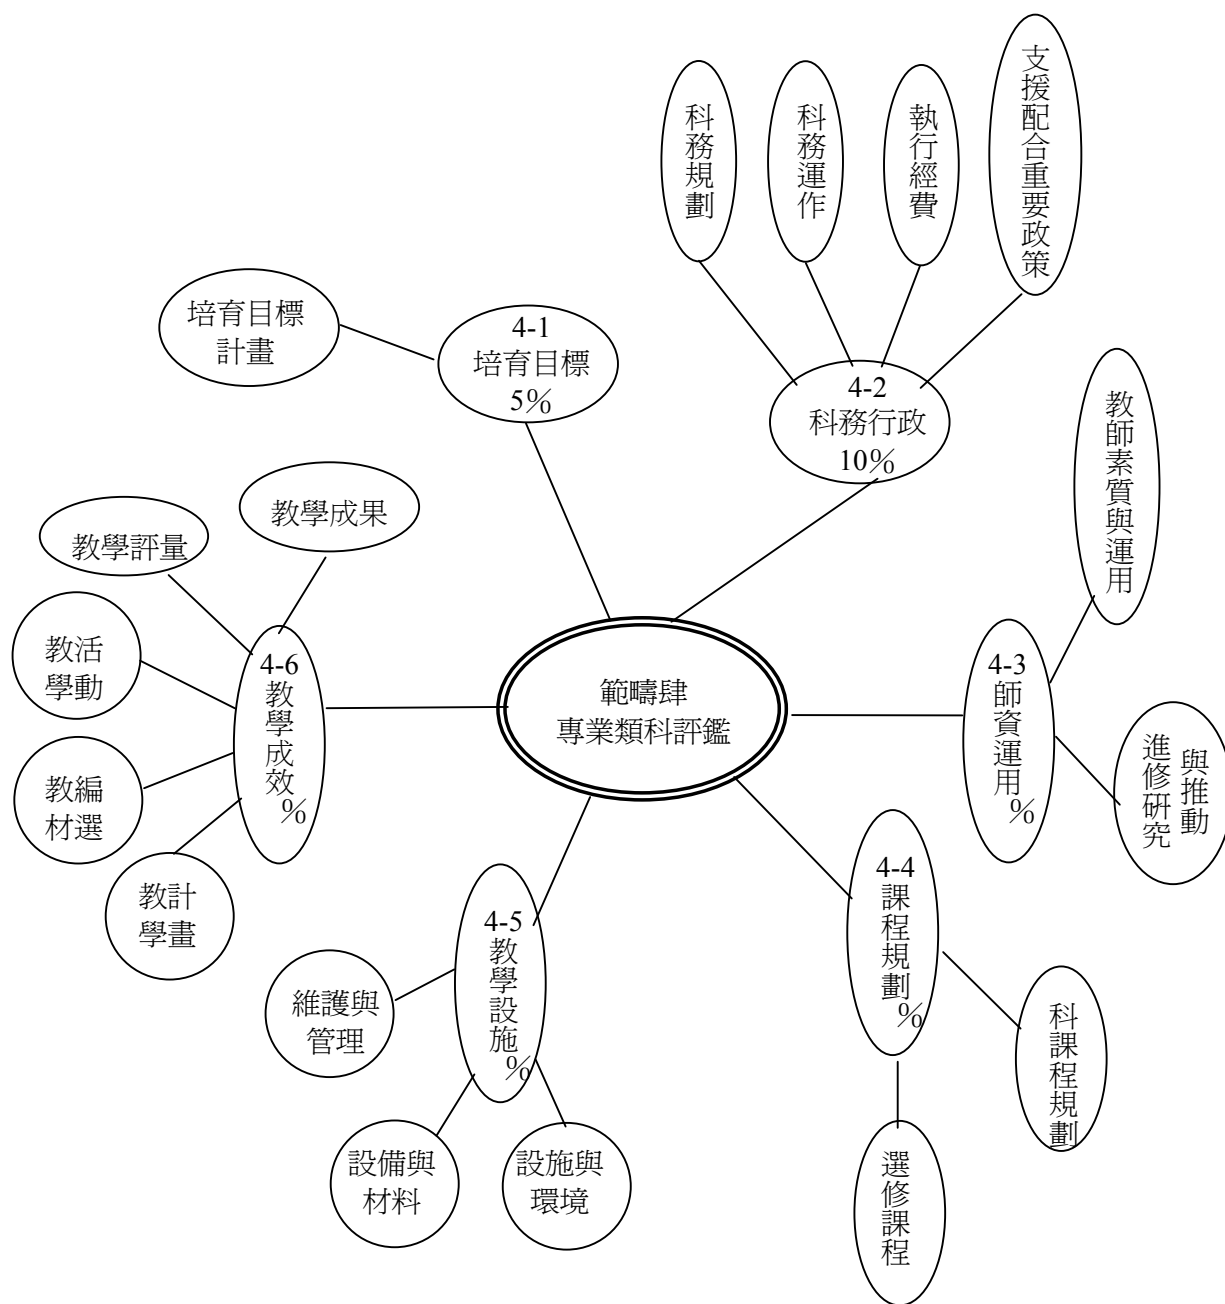 支援配合重要政策
執行經費
科務運作
科務規劃
培育目標
計畫
4-1
培育目標
5%
4-2
科務行政
10%
教師素質與運用
教學成果
教學評量
教活
學動
教編
材選
教計
學畫
4-6
教學成效
%
範疇肆
專業類科評鑑
4-3
師資運用
%
與推動
進修研究
4-4
課程規劃
%
科課程規劃
選修課程
4-5
教學設施
%
維護與
管理
設備與
材料
設施與
環境